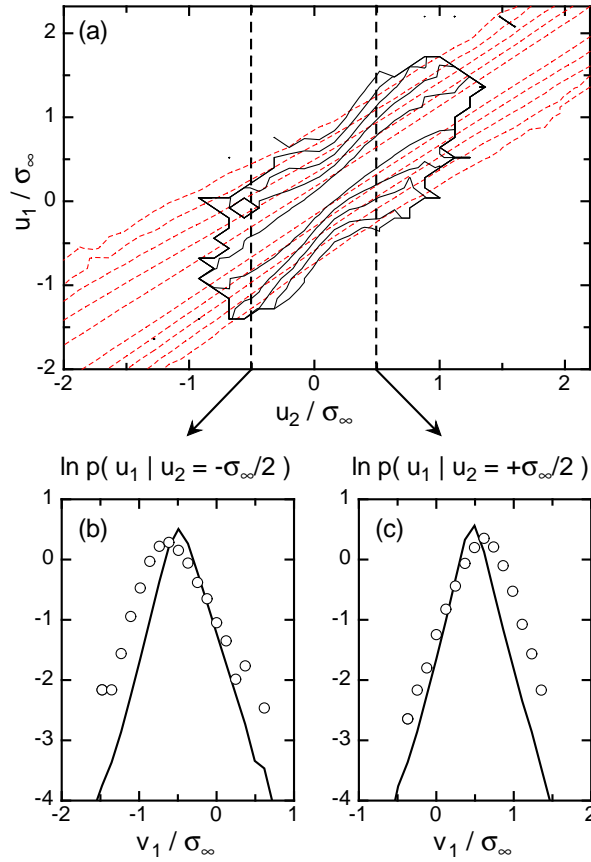 (a)
2
1
0
-1
-2
u₁ / σ∞
-2 -1 0 1 2
u₂ / σ∞
ln p( u₁ | u₂ = -σ∞/2 )
ln p( u₁ | u₂ = +σ∞/2 )
(b)
1
0
-1
-2
-3
-4
-2 -1 0 1
v₁ / σ∞
(c)
1
0
-1
-2
-3
-4
-1 0 1 2
v₁ / σ∞